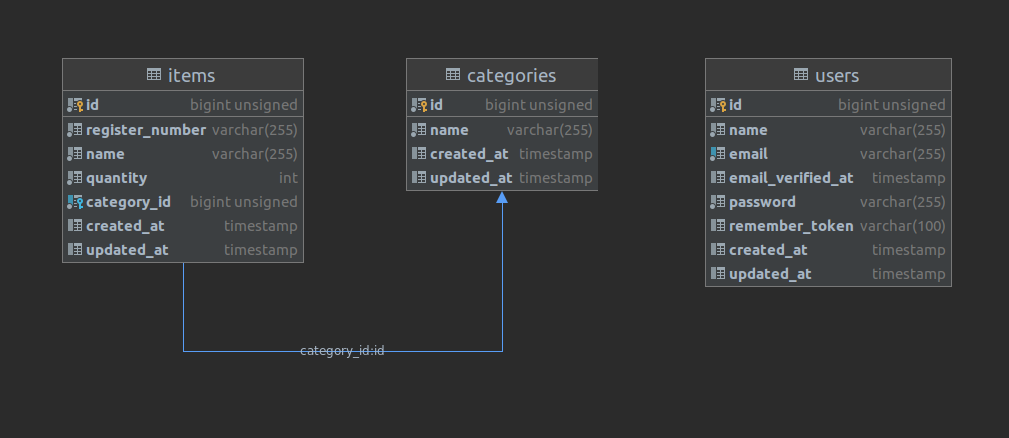 items
id bigint unsigned
register_number varchar(255)
name varchar(255)
quantity int
category_id bigint unsigned
created_at timestamp
updated_at timestamp
categories
id bigint unsigned
name varchar(255)
created_at timestamp
updated_at timestamp
users
id bigint unsigned
name varchar(255)
email varchar(255)
email_verified_at timestamp
password varchar(255)
remember_token varchar(100)
created_at timestamp
updated_at timestamp
category_id:id